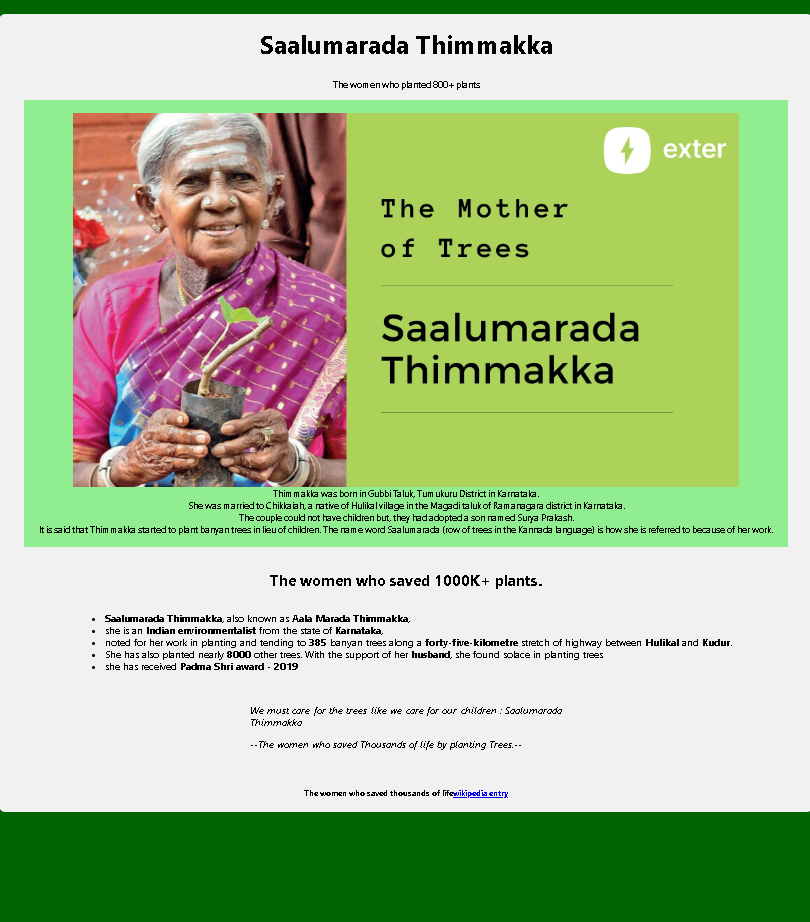 Saalumarada Thimmakka
The women who planted 800+ plants
exter
The Mother
of Trees
Saalumarada
Thimmakka
Thimmakka was born in Gubbi Taluk, Tumukuru District in Karnataka.
She was married to Chikkaiah, a native of Hulikal village in the Magadi taluk of Ramanagara district in Karnataka.
The couple could not have children but, they had adopted a son named Surya Prakash.
It is said that Thimmakka started to plant banyan trees in lieu of children. The name word Saalumarada (row of trees in the Kannada language) is how she is referred to because of her work.
The women who saved 1000K+ plants.
• Saalumarada Thimmakka, also known as Aala Marada Thimmakka,
• she is an Indian environmentalist from the state of Karnataka,
• noted for her work in planting and tending to 385 banyan trees along a forty-five-kilometre stretch of highway between Hulikal and Kudur.
• She has also planted nearly 8000 other trees. With the support of her husband, she found solace in planting trees
• she has received Padma Shri award - 2019
We must care for the trees like we care for our children : Saalumarada
Thimmakka
--The women who saved Thousands of life by planting Trees.--
The women who saved thousands of lifewikipedia entry